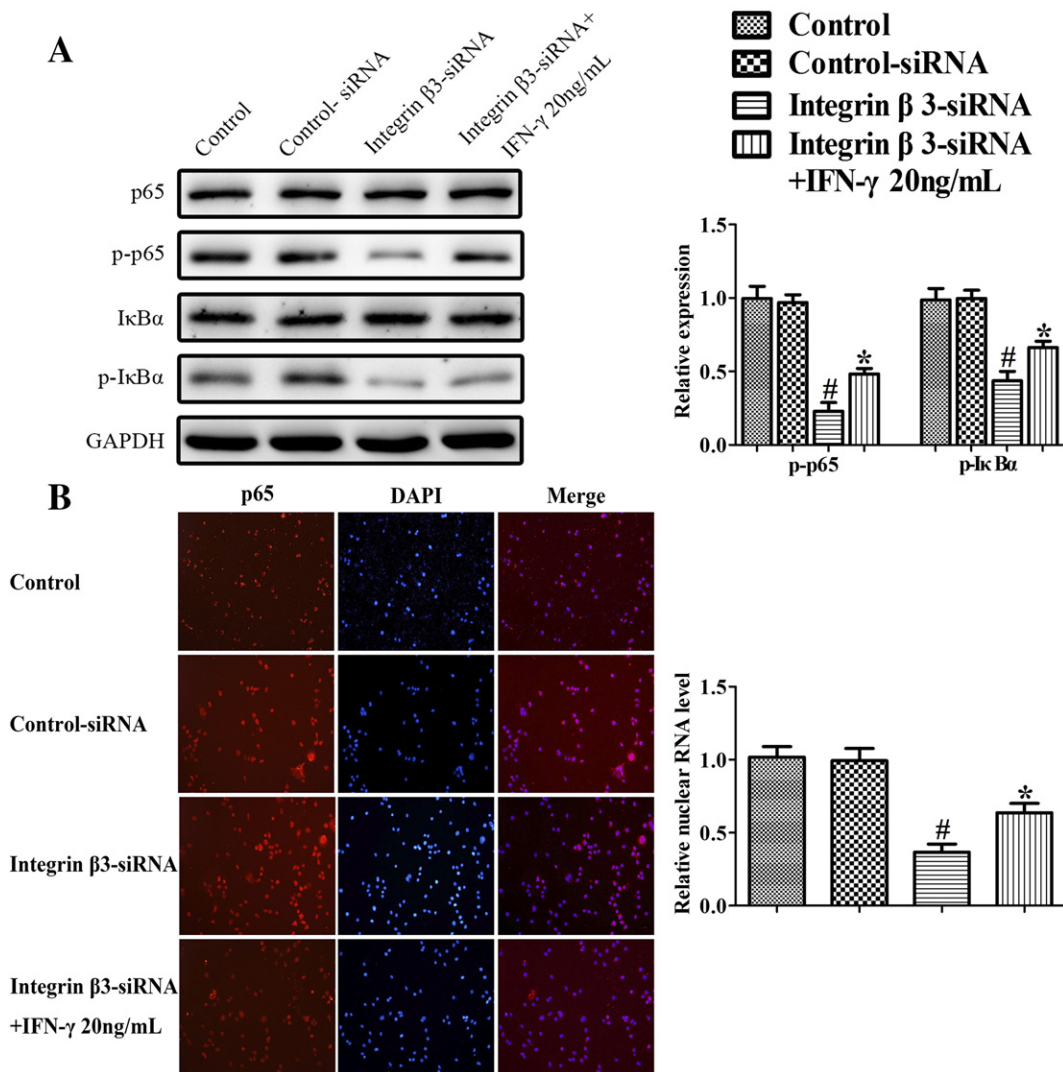 A
Control
Control- siRNA
Integrin β3-siRNA
Integrin β3-siRNA+
IFN-γ 20ng/mL
p65
p-p65
IκBα
p-IκBα
GAPDH
Control
Control-siRNA
Integrin β 3-siRNA
Integrin β 3-siRNA
+IFN-γ 20ng/mL
Relative expression
1.5
1.0
0.5
0.0
#
*
#
*
p-p65
p-Iκ Bα
B
p65
DAPI
Merge
Control
Control-siRNA
Integrin β3-siRNA
Integrin β3-siRNA
+IFN-γ 20ng/mL
Relative nuclear RNA level
1.5
1.0
0.5
0.0
#
*